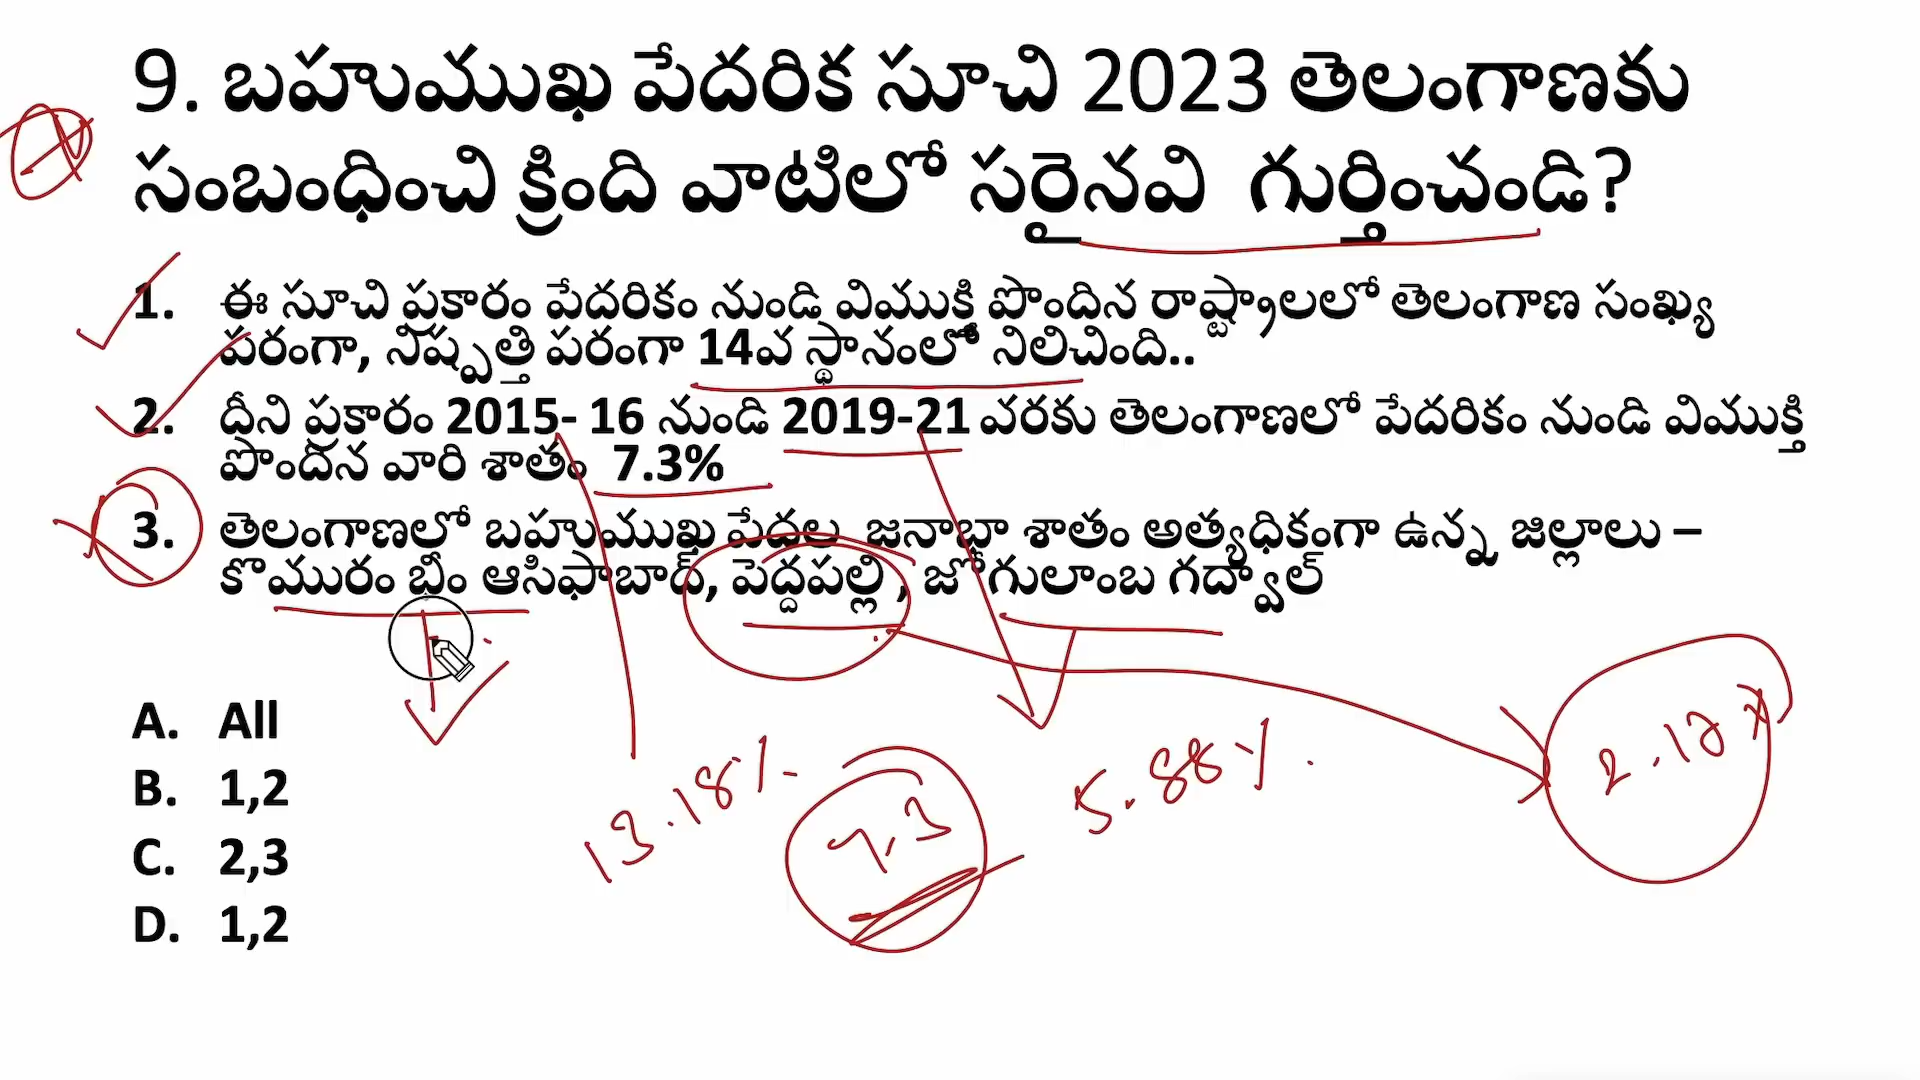 9. బహుముఖ పేదరిక సూచి 2023 తెలంగాణకు
సంబంధించి క్రింది వాటిలో సరైనవి గుర్తించండి?
1. ఈ సూచి ప్రకారం పేదరికం నుండి విముక్తి పొందిన రాష్ట్రాలలో తెలంగాణ సంఖ్య
పరంగా, నిష్పత్తి పరంగా 14వ స్థానంలో నిలిచింది..
2. దీని ప్రకారం 2015- 16 నుండి 2019-21 వరకు తెలంగాణలో పేదరికం నుండి విముక్తి
పొందిన వారి శాతం 7.3%
3. తెలంగాణలో బహుముఖ పేదల జనాభా శాతం అత్యధికంగా ఉన్న జిల్లాలు –
కొమురం భీం ఆసిఫాబాద్, పెద్దపల్లి , జోగులాంబ గద్వాల్
A. All
B. 1,2
C. 2,3
D. 1,2
13.18%
7.3
5.88%.